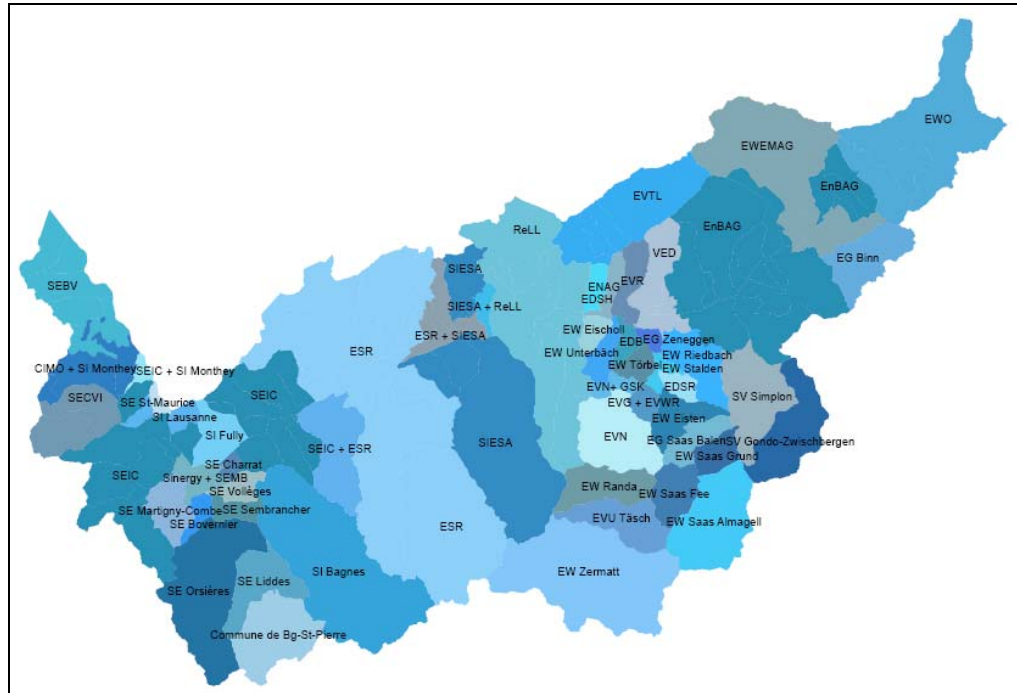 EWO
EWEMAG
EnBAG
EVTL
EnBAG
ReLL
VED
EG Binn
SIESA
EVR
ENAG
EDSH
SEBV
SIESA + ReLL
EW Eischoll
ESR + SIESA
EDB
EG Zeneggen
ESR
EW Unterbäch
EW Riedbach
EW Törbel
EW Stalden
CIMO + SI Monthey
SEIC + SI Monthey
EVN+ GSK
EDSR
SEIC
SV Simplon
SECVI
SE St-Maurice
EVG + EVWR
SI Lausanne
EW Eisten
SI Fully
EVN
SIESA
EG Saas Balen
SV Gondo-Zwischbergen
SEIC + ESR
EW Saas Grund
SE Charrat
SEIC
Sinergy + SEMB
EW Randa
SE Vollèges
EW Saas Fee
SE Martigny-Combe
SE Sembrancher
EVU Täsch
SE Bovernier
EW Saas Almagell
ESR
SI Bagnes
EW Zermatt
SE Liddes
SE Orsiéres
Commune de Bg-St-Pierre